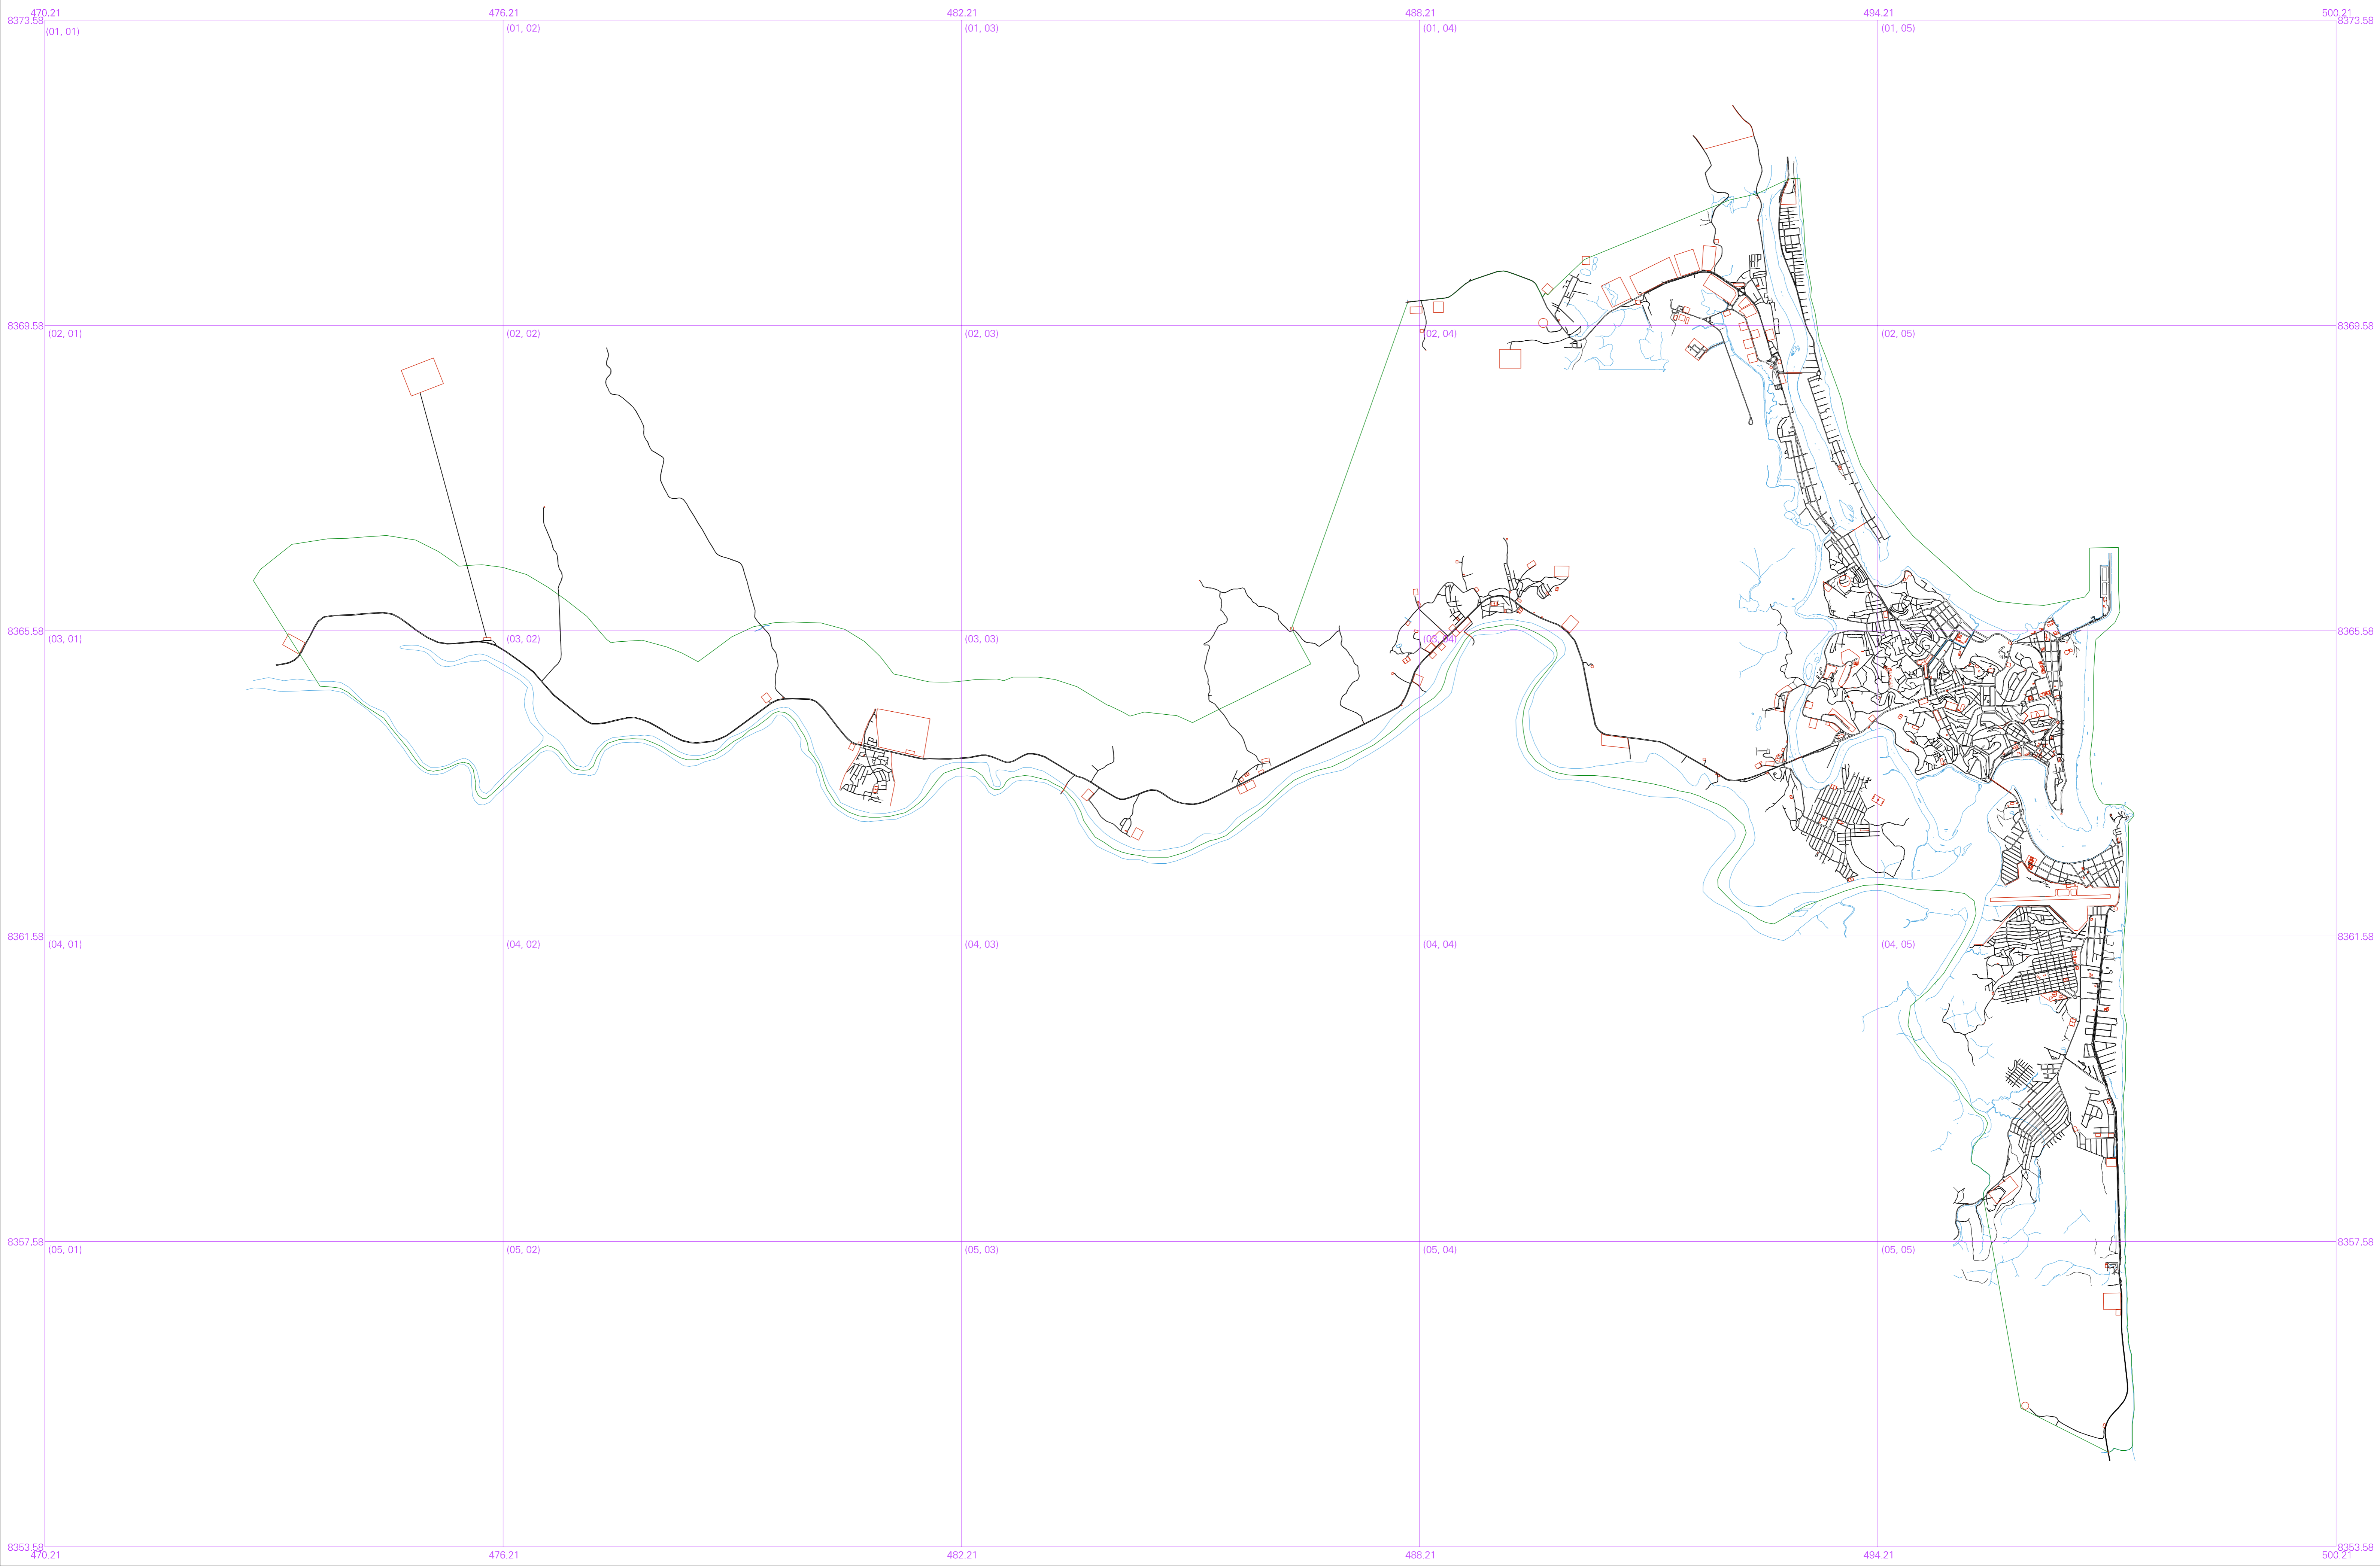 470.21 476.21 482.21 488.21 494.21 500.21
8373.58 8373.58
(01, 01) (01, 02) (01, 03) (01, 04) (01, 05)
8369.58 8369.58
(02, 01) (02, 02) (02, 03) (02, 04) (02, 05)
8365.58 8365.58
(03, 01) (03, 02) (03, 03) (03, 04)
8361.58 8361.58
(04, 01) (04, 02) (04, 03) (04, 04) (04, 05)
8357.58 8357.58
(05, 01) (05, 02) (05, 03) (05, 04) (05, 05)
8353.58 8353.58
470.21 476.21 482.21 488.21 494.21 500.21